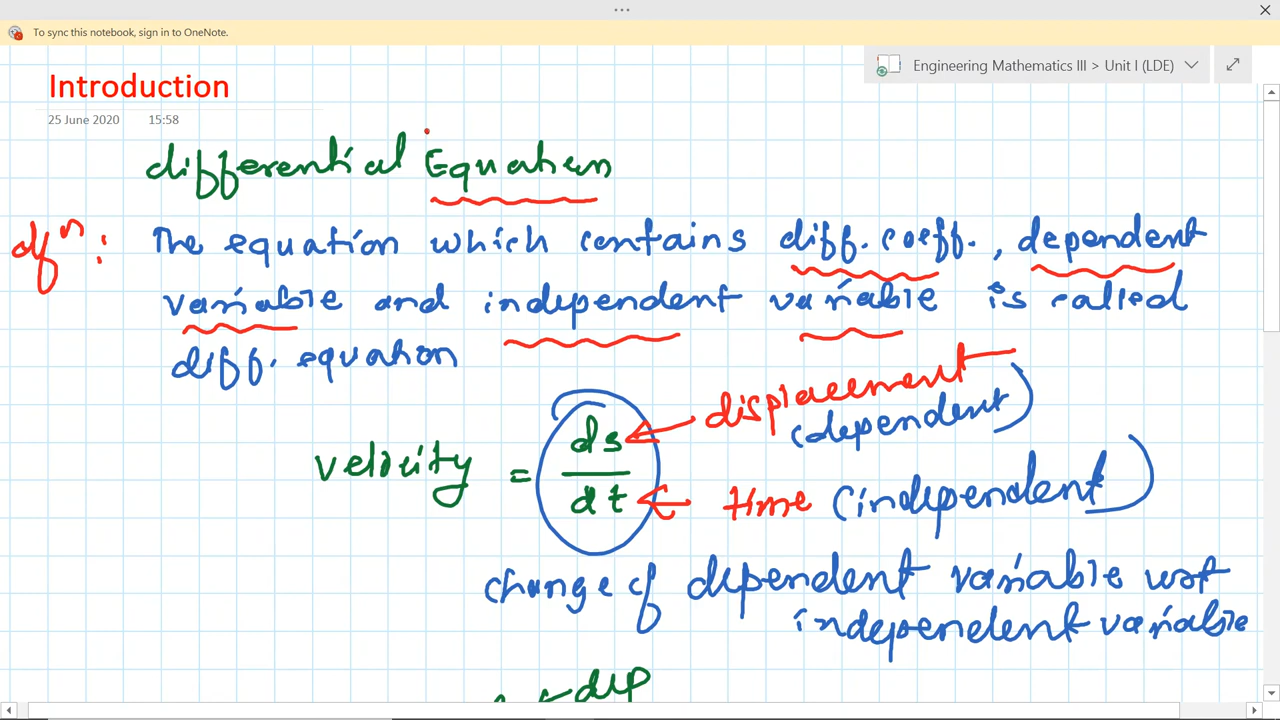 To sync this notebook, sign in to OneNote.
Engineering Mathematics III > Unit I (LDE)
Introduction
25 June 2020 15:58
differential Equation
dfⁿ : The equation which contains diff. coeff., dependent
variable and independent variable is called
diff. equation
velocity = ds/dt
displacement
(dependent)
time (independent)
change of dependent variable wrt
independent variable
dep